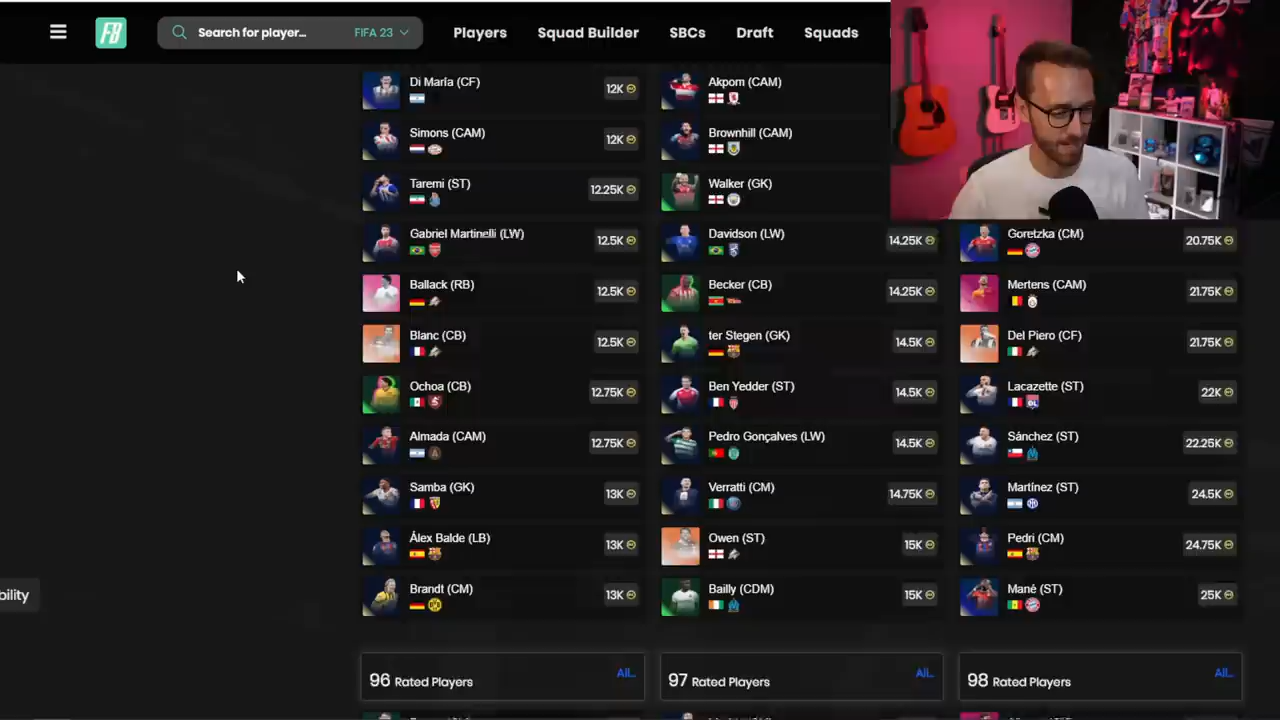 FB
Search for player...
FIFA 23
Players
Squad Builder
SBCs
Draft
Squads
Di María (CF)
12K
Simons (CAM)
12K
Taremi (ST)
12.25K
Gabriel Martinelli (LW)
12.5K
Ballack (RB)
12.5K
Blanc (CB)
12.5K
Ochoa (CB)
12.75K
Almada (CAM)
12.75K
Samba (GK)
13K
Álex Balde (LB)
13K
Brandt (CM)
13K
Akpom (CAM)
Brownhill (CAM)
Walker (GK)
Davidson (LW)
14.25K
Becker (CB)
14.25K
ter Stegen (GK)
14.5K
Ben Yedder (ST)
14.5K
Pedro Gonçalves (LW)
14.5K
Verratti (CM)
14.75K
Owen (ST)
15K
Bailly (CDM)
15K
Goretzka (CM)
20.75K
Mertens (CAM)
21.75K
Del Piero (CF)
21.75K
Lacazette (ST)
22K
Sánchez (ST)
22.25K
Martínez (ST)
24.5K
Pedri (CM)
24.75K
Mané (ST)
25K
bility
96 Rated Players
All...
97 Rated Players
All...
98 Rated Players
All...